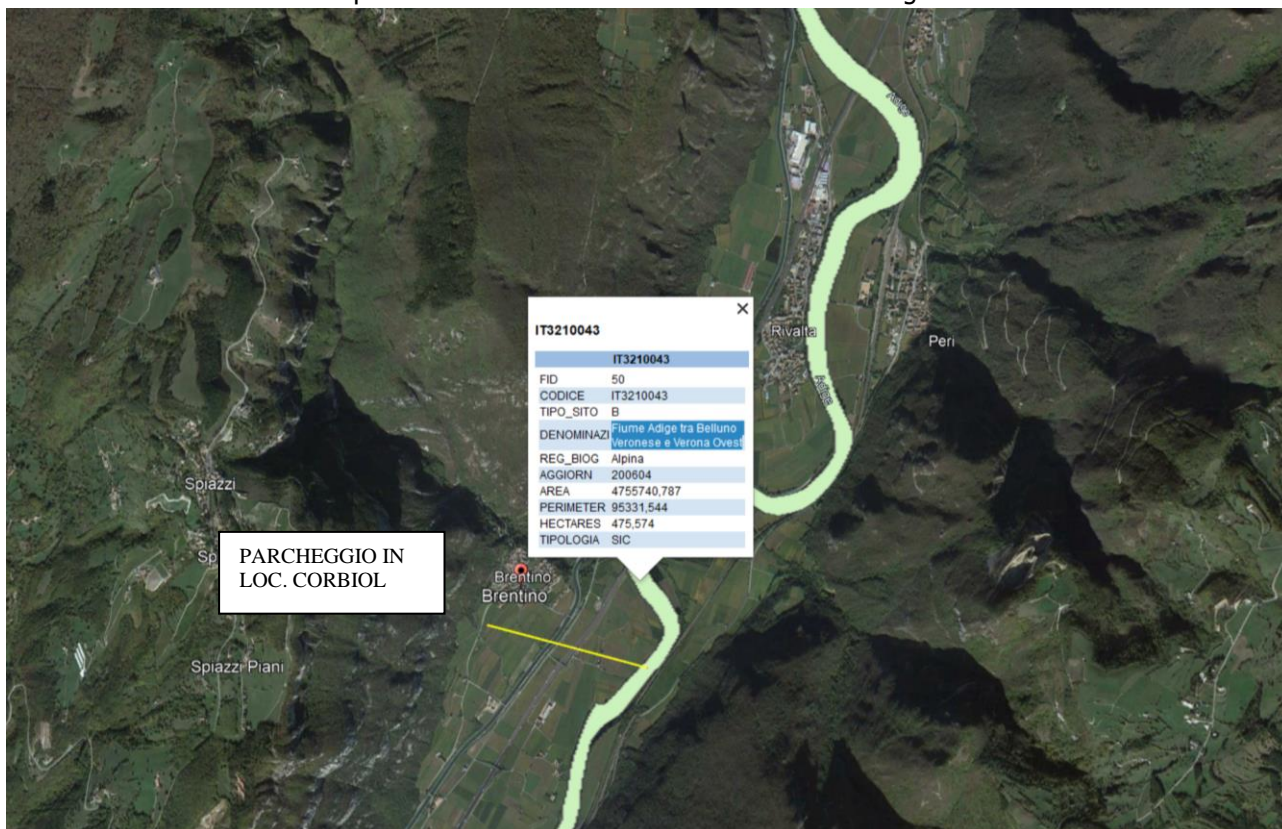 Adige
IT3210043
IT3210043
FID 50
CODICE IT3210043
TIPO_SITO B
DENOMINAZI Fiume Adige tra Belluno
Veronese e Verona Ovest
REG_BIOG Alpina
AGGIORN 200604
AREA 4755740,787
PERIMETER 95331,544
HECTARES 475,574
TIPOLOGIA SIC
Rivalta
Peri
Adige
Spiazzi
Sp
PARCHEGGIO IN
LOC. CORBIOL
Brentino
Brentino
Spiazzi Piani